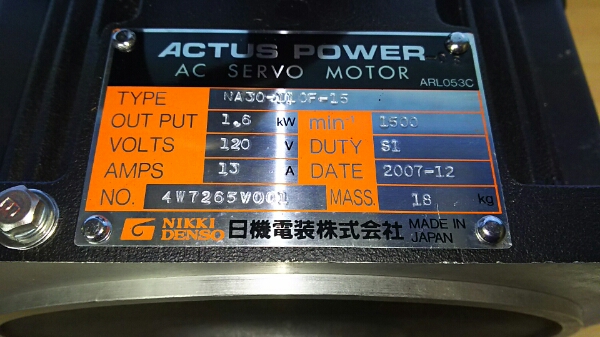 ACTUS POWER
AC SERVO MOTOR ARL053C
TYPE
OUT PUT 1.6 kW min⁻¹ 1500
VOLTS 120 V DUTY S1
AMPS 13 A DATE 2007-12
NO. 4W7265V001 MASS 18 kg
NIKKI DENSO 日機電装株式会社 MADE IN JAPAN